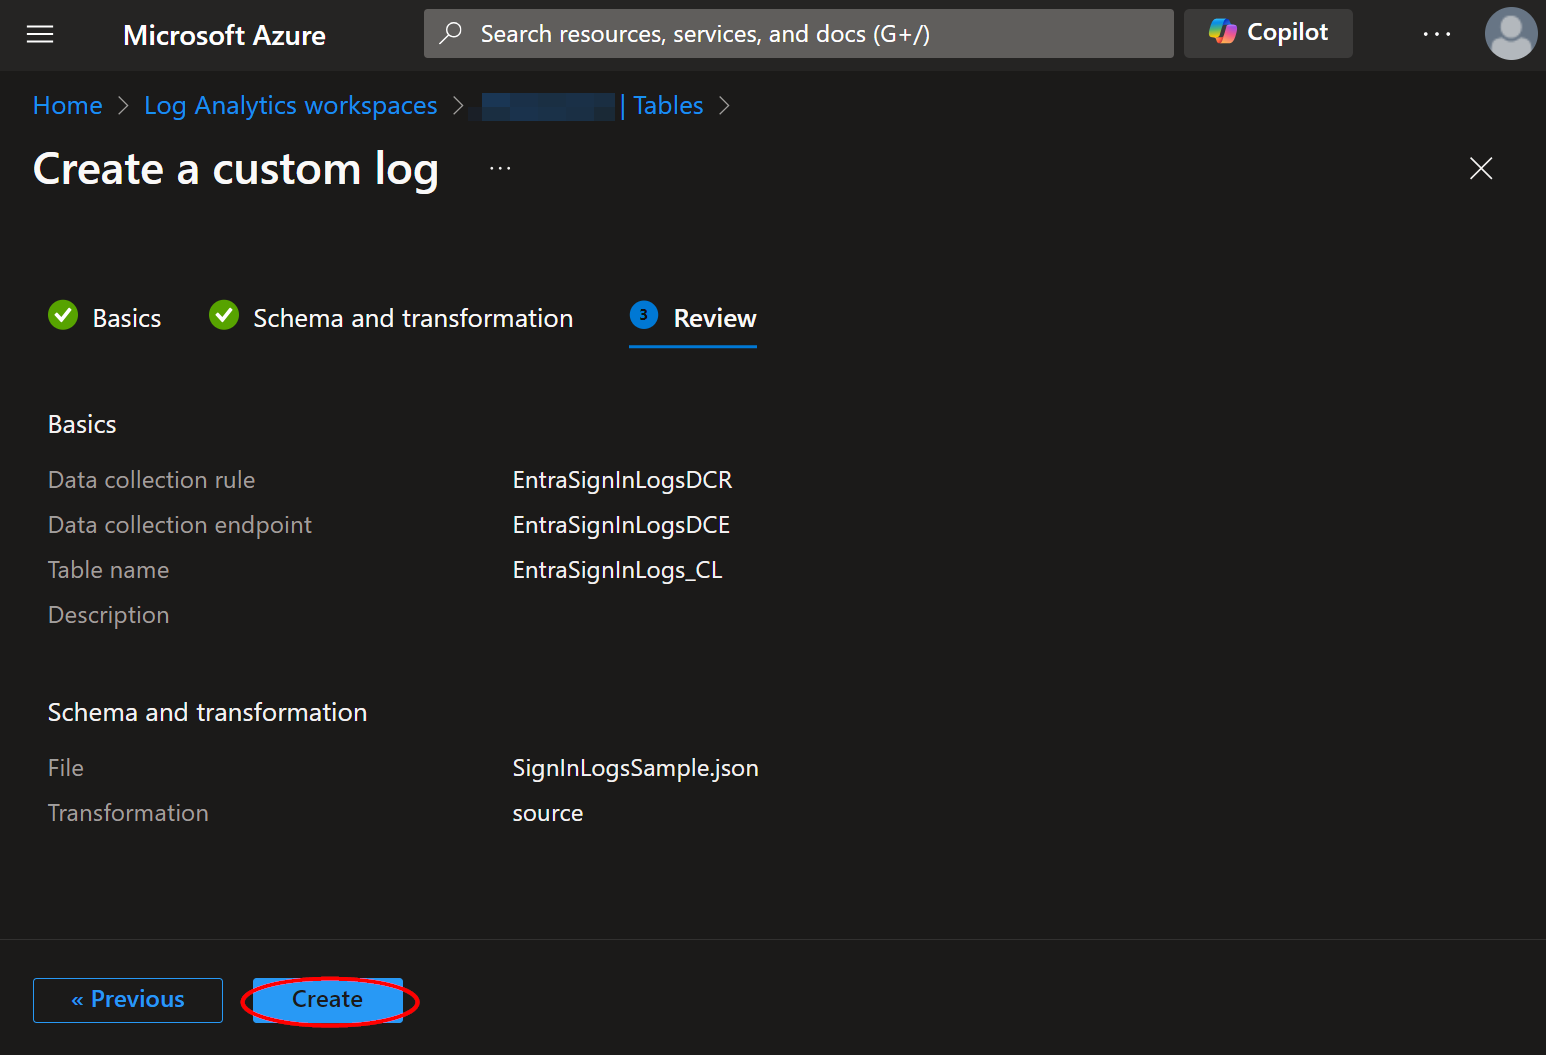 Microsoft Azure
Search resources, services, and docs (G+/)
Copilot
Home > Log Analytics workspaces > | Tables >
Create a custom log ...
Basics
Schema and transformation
3 Review
Basics
Data collection rule EntraSignInLogsDCR
Data collection endpoint EntraSignInLogsDCE
Table name EntraSignInLogs_CL
Description
Schema and transformation
File SignInLogsSample.json
Transformation source
« Previous
Create